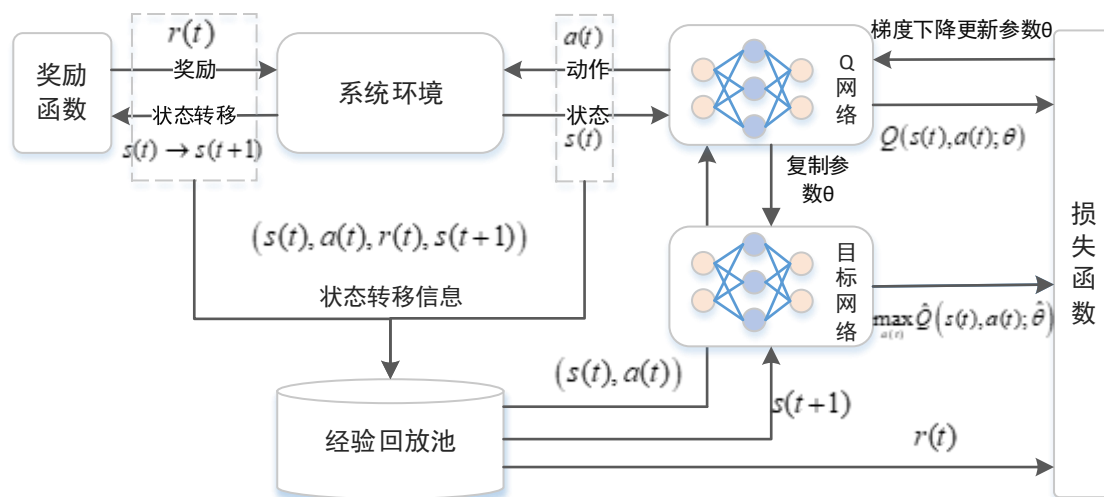 奖励
函数
r(t)
奖励
状态转移
s(t) → s(t+1)
系统环境
a(t)
动作
状态
s(t)
Q
网
络
梯度下降更新参数θ
Q(s(t),a(t);θ)
复制参
数θ
(s(t), a(t), r(t), s(t+1))
状态转移信息
目
标
网
络
max Q̂(s(t),a(t);θ̂)
a(t)
损
失
函
数
(s(t), a(t))
s(t+1)
经验回放池
r(t)